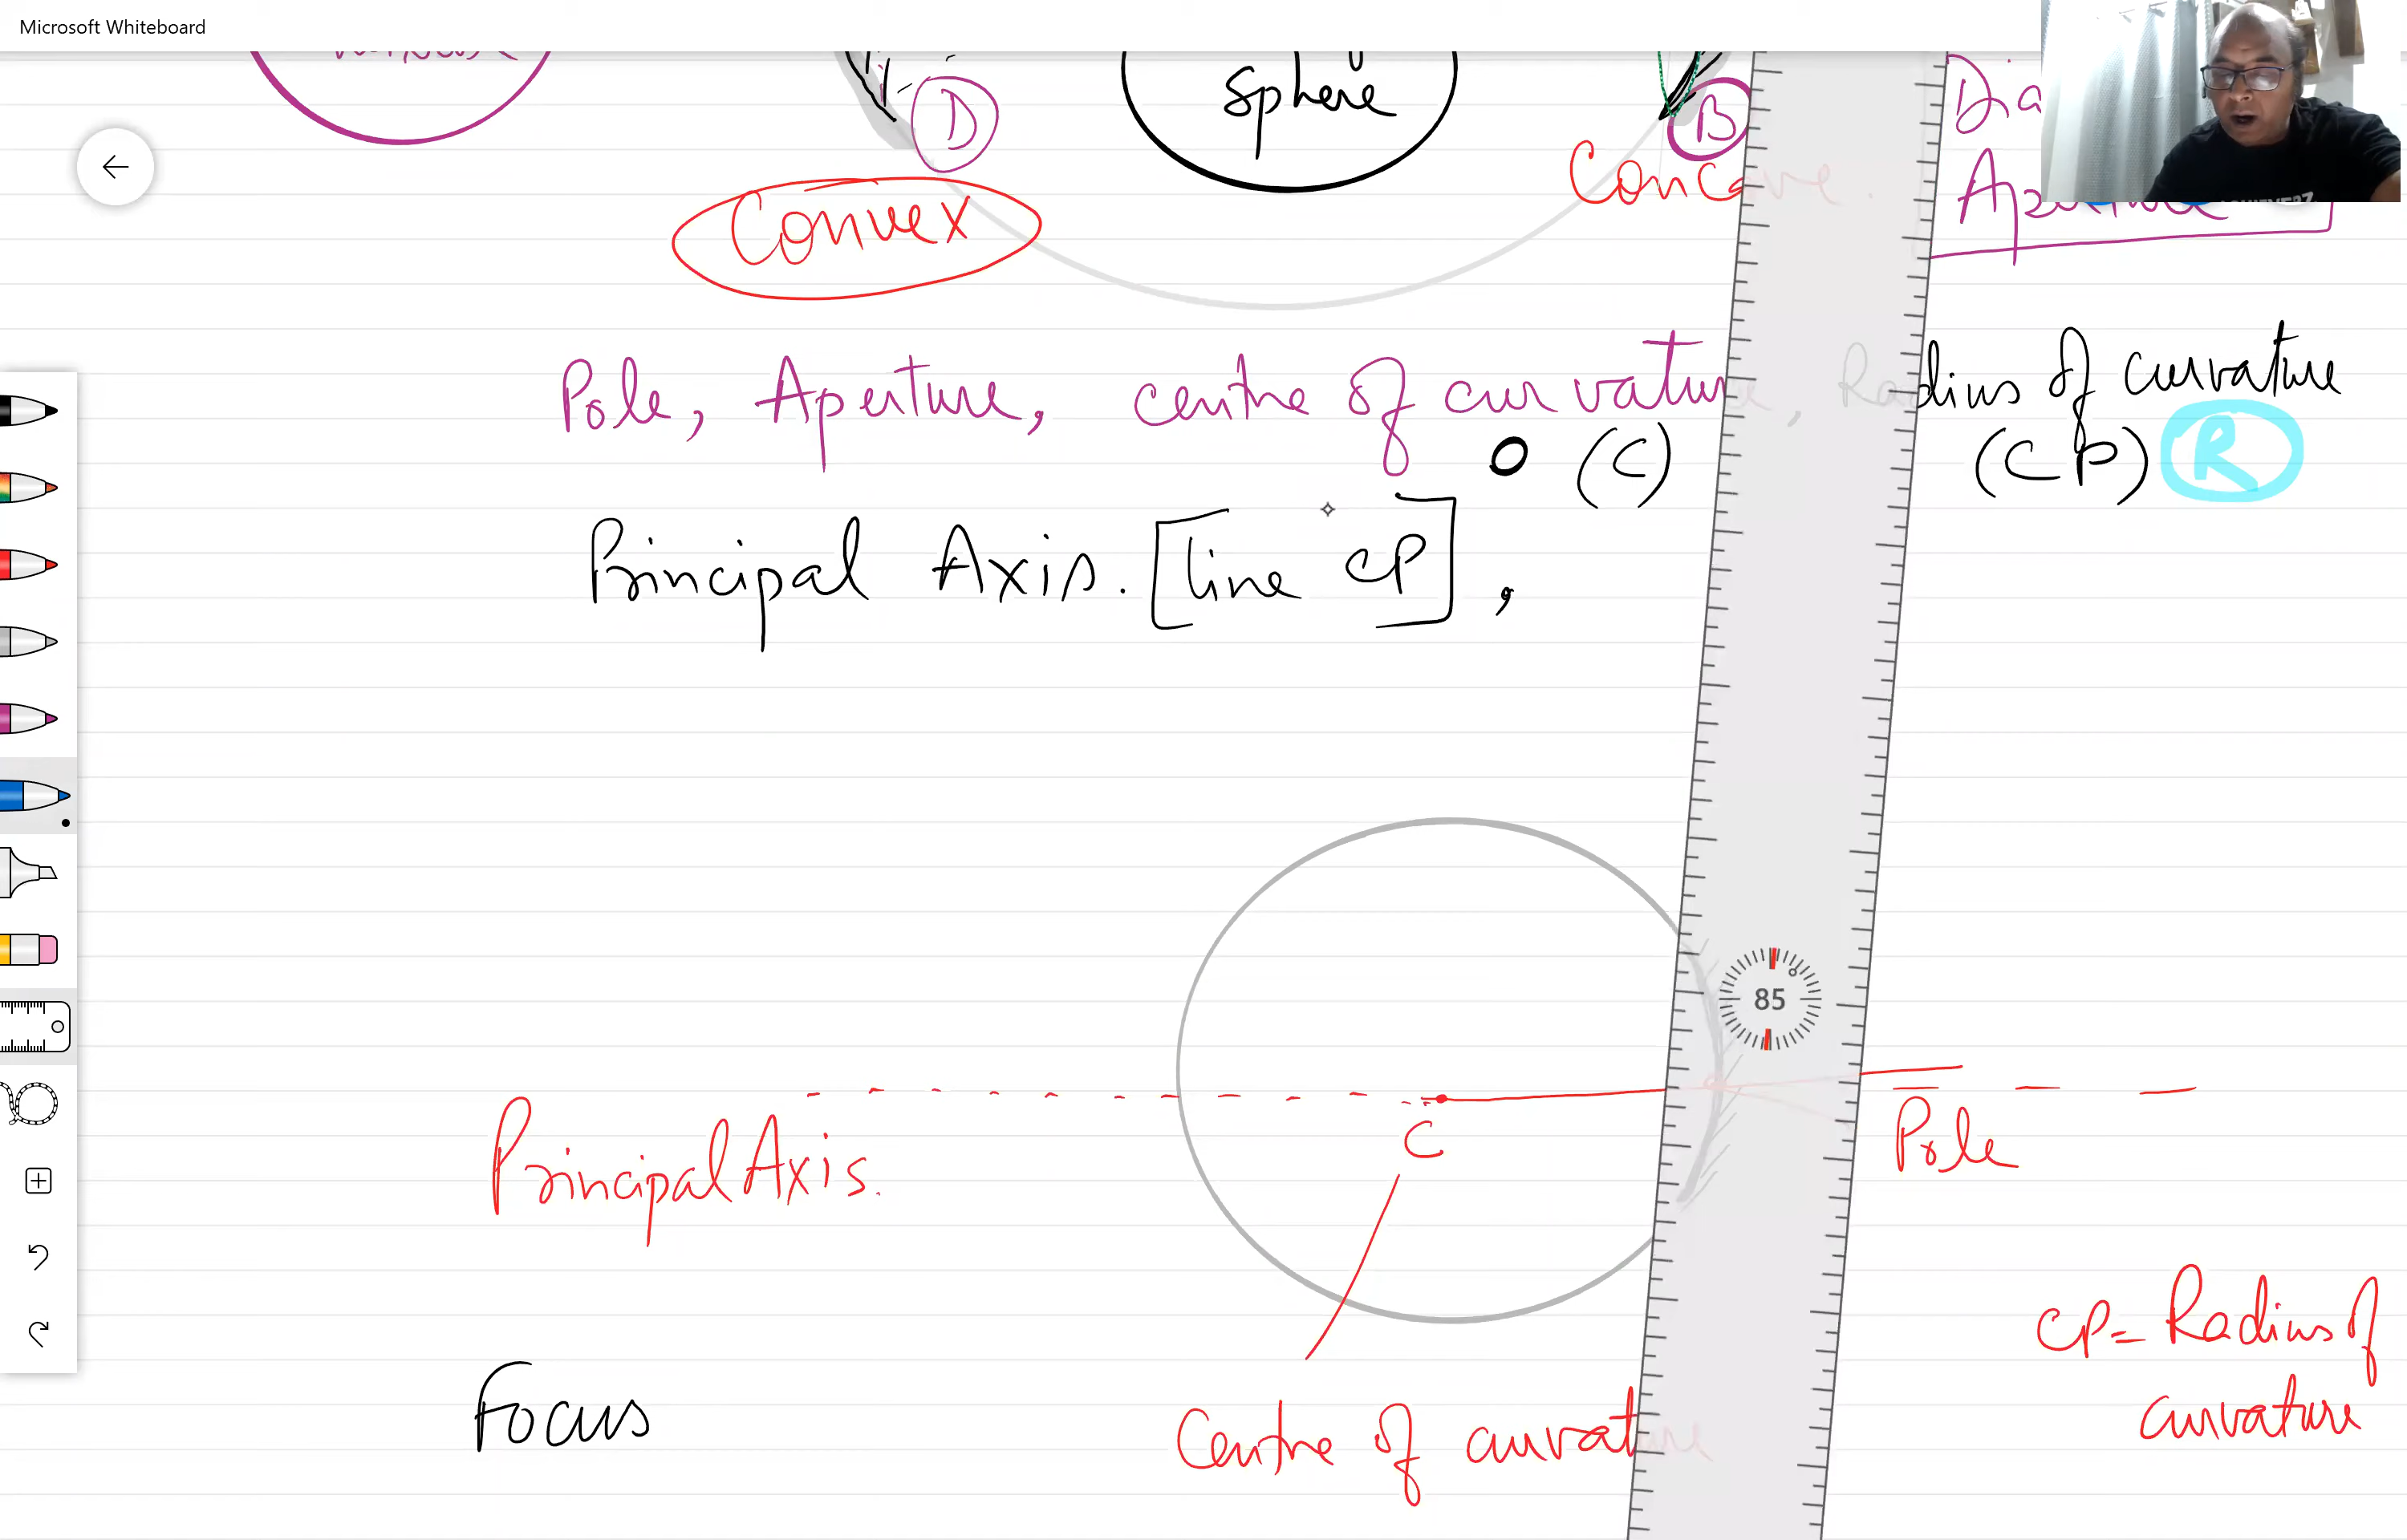 Microsoft Whiteboard
D
Sphere
B
Convex
Concave.
Aperture
Pole, Aperture, centre of curvature, Radius of curvature
(C) (CP) R
Principal Axis. [line CP],
85
C
Pole
Principal Axis.
CP = Radius of
curvature
Focus
Centre of curvature